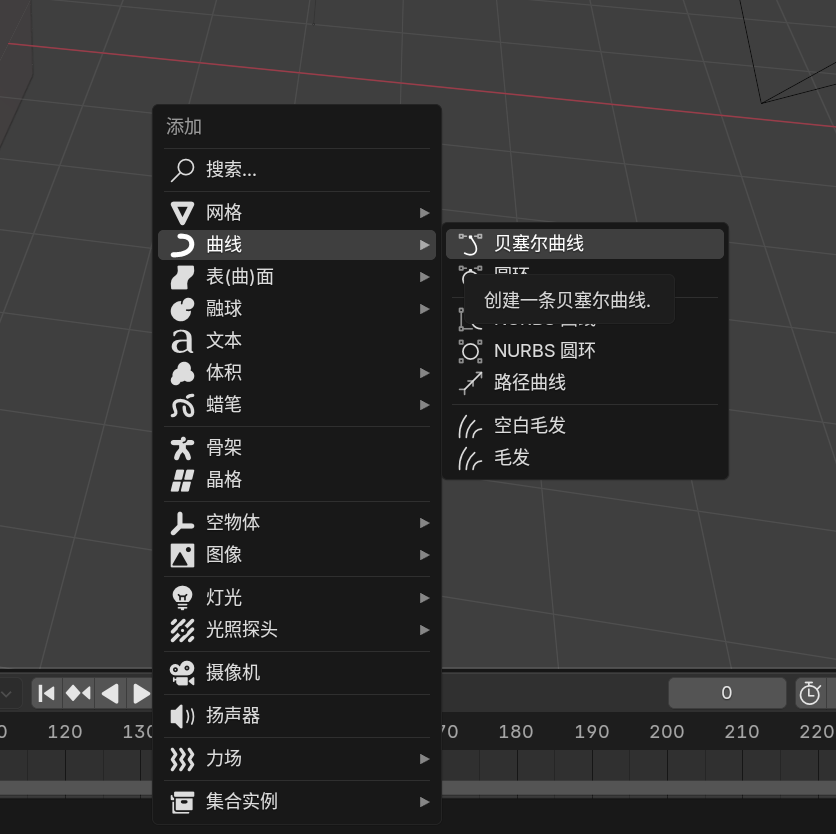 添加
搜索...
网格
曲线
表(曲)面
融球
文本
体积
蜡笔
骨架
晶格
空物体
图像
灯光
光照探头
摄像机
扬声器
力场
集合实例
贝塞尔曲线
圆环
创建一条贝塞尔曲线.
NURBS 曲线
NURBS 圆环
路径曲线
空白毛发
毛发
0
120 130 180 190 200 210 220